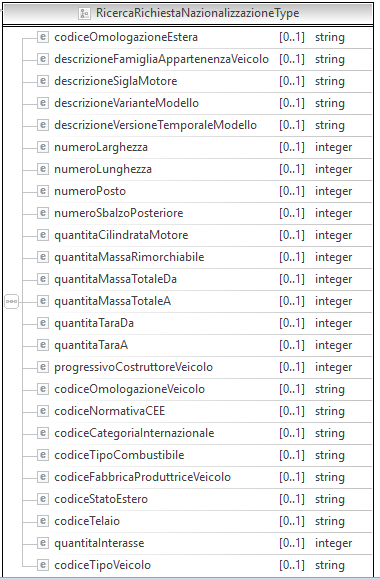 RicercaRichiestaNazionalizzazioneType
e codiceOmologazioneEstera [0..1] string
e descrizioneFamigliaAppartenenzaVeicolo [0..1] string
e descrizioneSiglaMotore [0..1] string
e descrizioneVarianteModello [0..1] string
e descrizioneVersioneTemporaleModello [0..1] string
e numeroLarghezza [0..1] integer
e numeroLunghezza [0..1] integer
e numeroPosto [0..1] integer
e numeroSbalzoPosteriore [0..1] integer
e quantitaCilindrataMotore [0..1] integer
e quantitaMassaRimorchiabile [0..1] integer
e quantitaMassaTotaleDa [0..1] integer
e quantitaMassaTotaleA [0..1] integer
e quantitaTaraDa [0..1] integer
e quantitaTaraA [0..1] integer
e progressivoCostruttoreVeicolo [0..1] integer
e codiceOmologazioneVeicolo [0..1] string
e codiceNormativaCEE [0..1] string
e codiceCategoriaInternazionale [0..1] string
e codiceTipoCombustibile [0..1] string
e codiceFabbricaProduttriceVeicolo [0..1] string
e codiceStatoEstero [0..1] string
e codiceTelaio [0..1] string
e quantitaInterasse [0..1] integer
e codiceTipoVeicolo [0..1] string